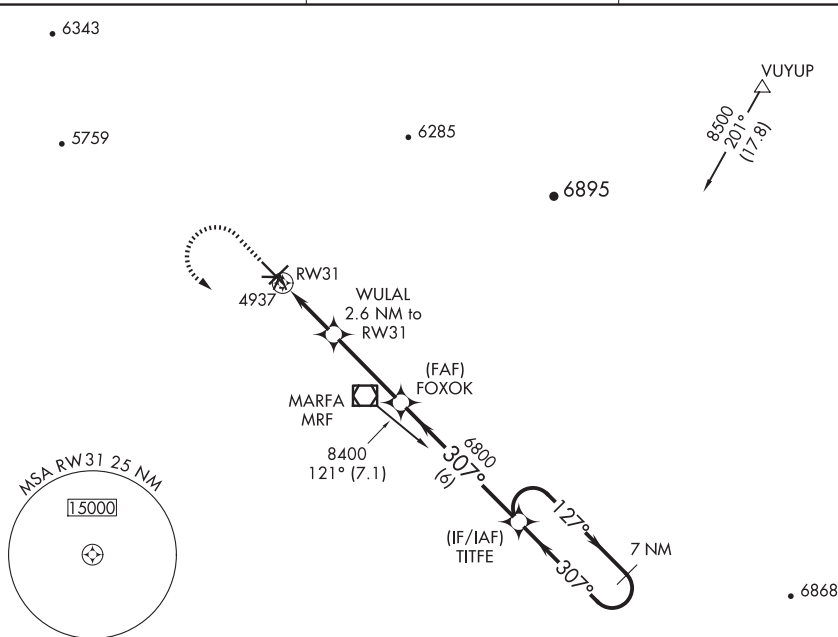 6343
VUYUP
5759
6285
8500
201°
(17.8)
6895
RW31
4937
WULAL
2.6 NM to
RW31
(FAF)
FOXOK
MARFA
MRF
8400
121° (7.1)
6800
307°
(6)
MSA RW31 25 NM
15000
(IF/IAF)
TITFE
127°
307°
7 NM
6868